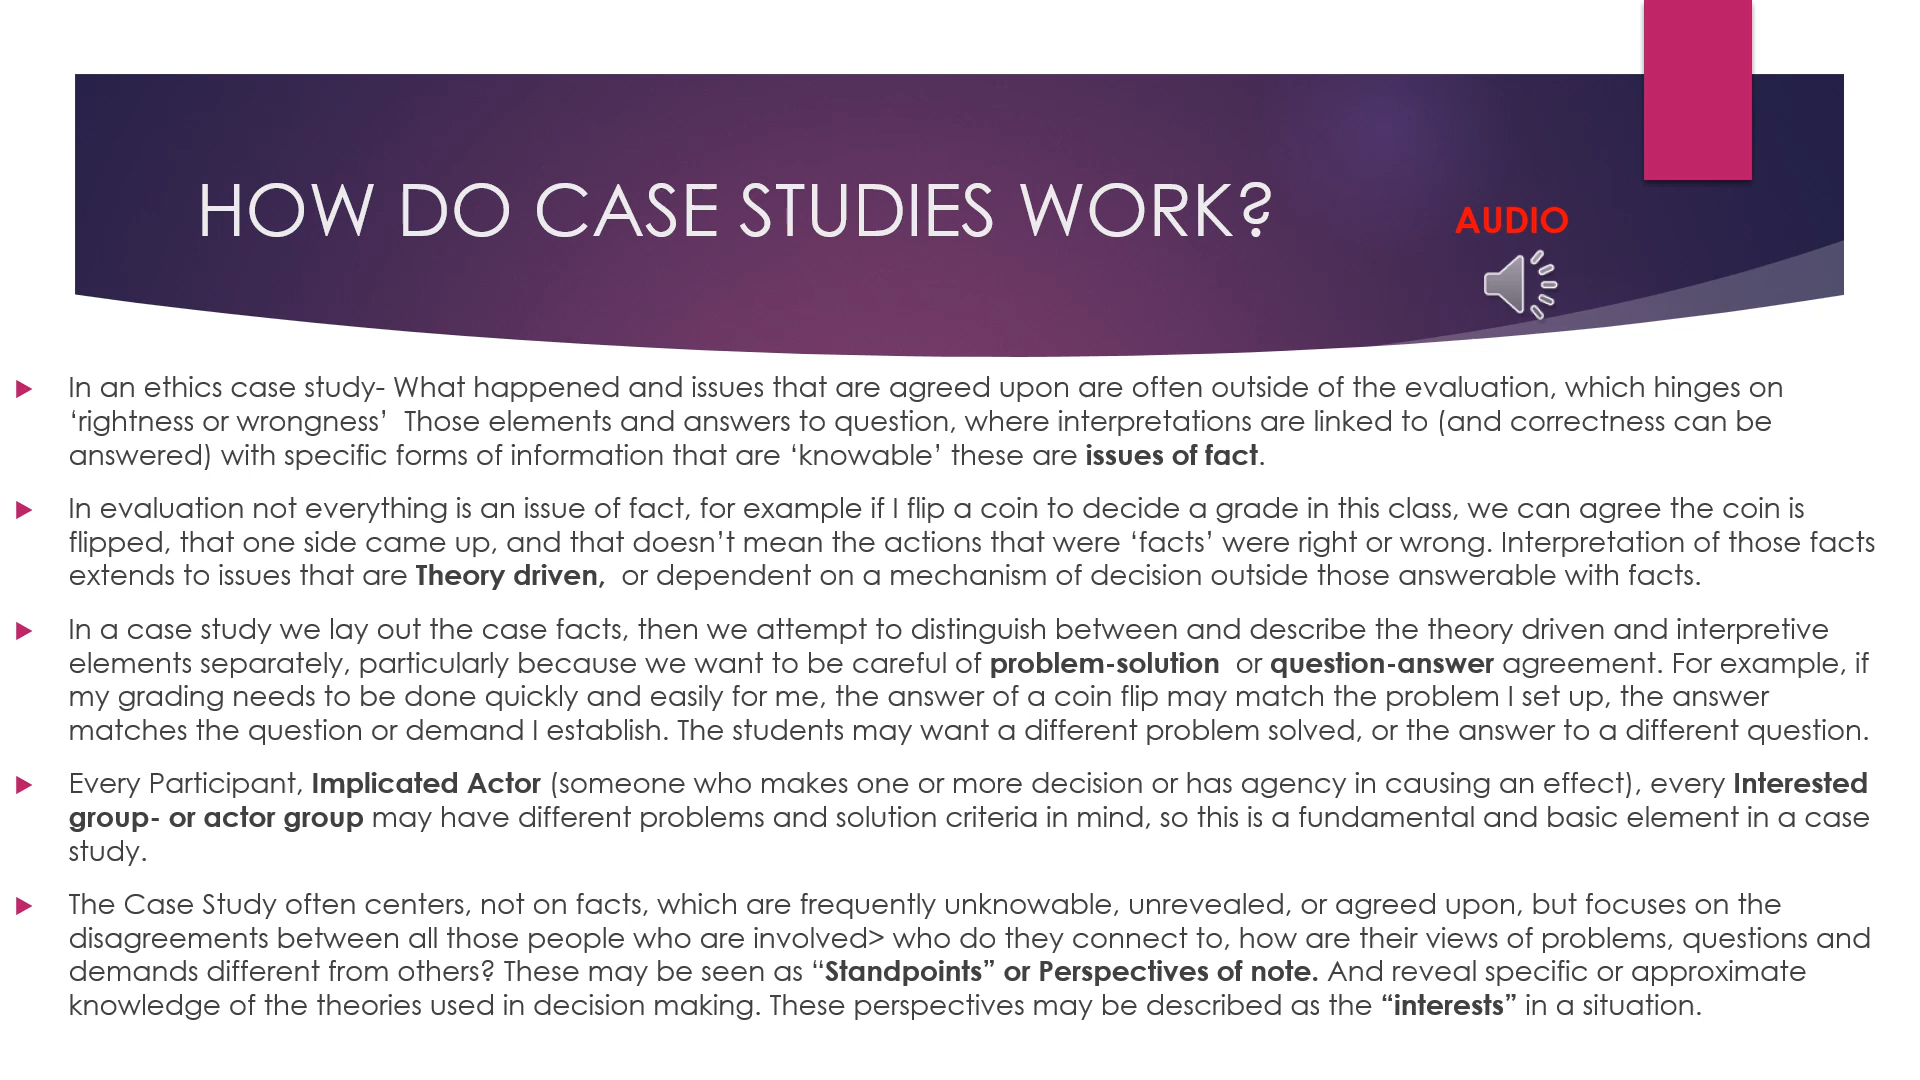 HOW DO CASE STUDIES WORK?
AUDIO
In an ethics case study- What happened and issues that are agreed upon are often outside of the evaluation, which hinges on
‘rightness or wrongness’  Those elements and answers to question, where interpretations are linked to (and correctness can be
answered) with specific forms of information that are ‘knowable’ these are issues of fact.
In evaluation not everything is an issue of fact, for example if I flip a coin to decide a grade in this class, we can agree the coin is
flipped, that one side came up, and that doesn’t mean the actions that were ‘facts’ were right or wrong. Interpretation of those facts
extends to issues that are Theory driven,  or dependent on a mechanism of decision outside those answerable with facts.
In a case study we lay out the case facts, then we attempt to distinguish between and describe the theory driven and interpretive
elements separately, particularly because we want to be careful of problem-solution  or question-answer agreement. For example, if
my grading needs to be done quickly and easily for me, the answer of a coin flip may match the problem I set up, the answer
matches the question or demand I establish. The students may want a different problem solved, or the answer to a different question.
Every Participant, Implicated Actor (someone who makes one or more decision or has agency in causing an effect), every Interested
group- or actor group may have different problems and solution criteria in mind, so this is a fundamental and basic element in a case
study.
The Case Study often centers, not on facts, which are frequently unknowable, unrevealed, or agreed upon, but focuses on the
disagreements between all those people who are involved> who do they connect to, how are their views of problems, questions and
demands different from others? These may be seen as “Standpoints” or Perspectives of note. And reveal specific or approximate
knowledge of the theories used in decision making. These perspectives may be described as the “interests” in a situation.